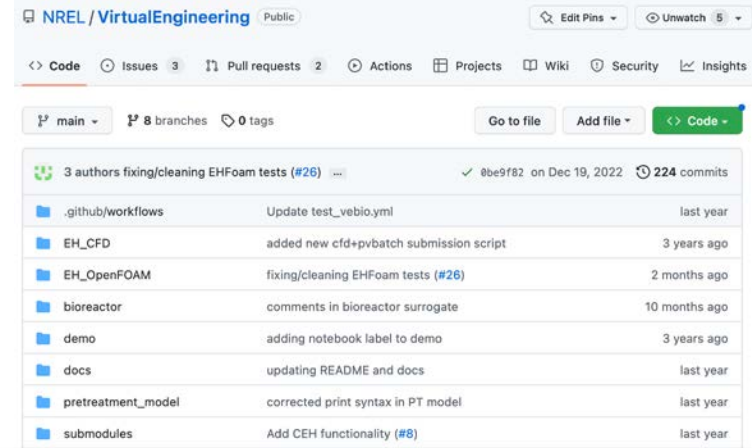 NREL / VirtualEngineering Public Edit Pins Unwatch 5
Code Issues 3 Pull requests 2 Actions Projects Wiki Security Insights
main 8 branches 0 tags Go to file Add file <> Code
3 authors fixing/cleaning EHFoam tests (#26) ... 0be9f82 on Dec 19, 2022 224 commits
.github/workflows Update test_vebio.yml last year
EH_CFD added new cfd+pvbatch submission script 3 years ago
EH_OpenFOAM fixing/cleaning EHFoam tests (#26) 2 months ago
bioreactor comments in bioreactor surrogate 10 months ago
demo adding notebook label to demo 3 years ago
docs updating README and docs last year
pretreatment_model corrected print syntax in PT model last year
submodules Add CEH functionality (#8) last year